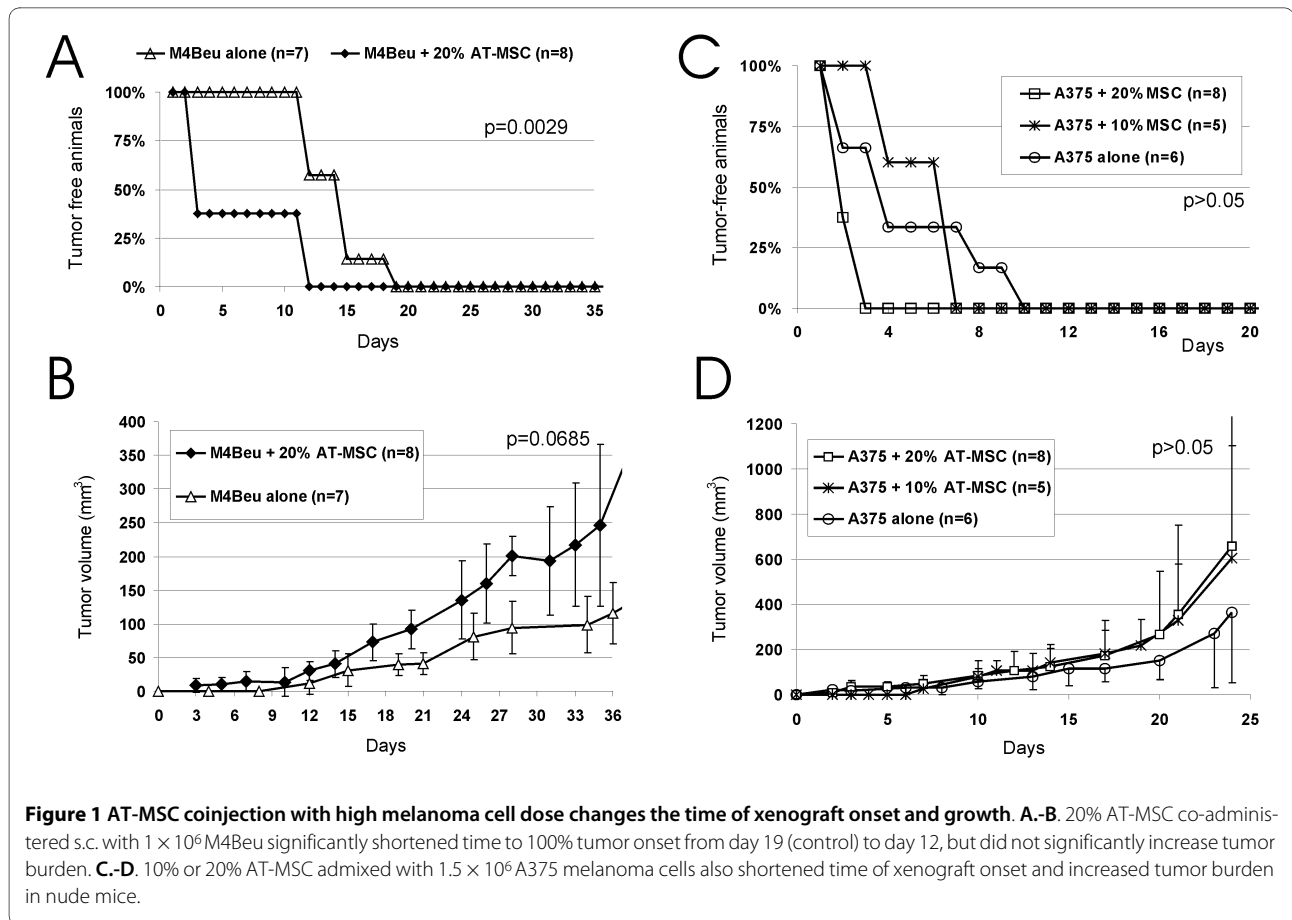 A
M4Beu alone (n=7)
M4Beu + 20% AT-MSC (n=8)
Tumor free animals
100%
75%
50%
25%
0%
p=0.0029
0 5 10 15 20 25 30 35
Days
C
Tumor-free animals
100%
75%
50%
25%
0%
A375 + 20% MSC (n=8)
A375 + 10% MSC (n=5)
A375 alone (n=6)
p>0.05
0 4 8 12 16 20
Days
B
Tumor volume (mm³)
400
350
300
250
200
150
100
50
0
M4Beu + 20% AT-MSC (n=8)
M4Beu alone (n=7)
p=0.0685
0 3 6 9 12 15 18 21 24 27 30 33 36
Days
D
Tumor volume (mm³)
1200
1000
800
600
400
200
0
A375 + 20% AT-MSC (n=8)
A375 + 10% AT-MSC (n=5)
A375 alone (n=6)
p>0.05
0 5 10 15 20 25
Days
Figure 1 AT-MSC coinjection with high melanoma cell dose changes the time of xenograft onset and growth. A.-B. 20% AT-MSC co-adminis-
tered s.c. with 1 × 10⁶ M4Beu significantly shortened time to 100% tumor onset from day 19 (control) to day 12, but did not significantly increase tumor
burden. C.-D. 10% or 20% AT-MSC admixed with 1.5 × 10⁶ A375 melanoma cells also shortened time of xenograft onset and increased tumor burden
in nude mice.